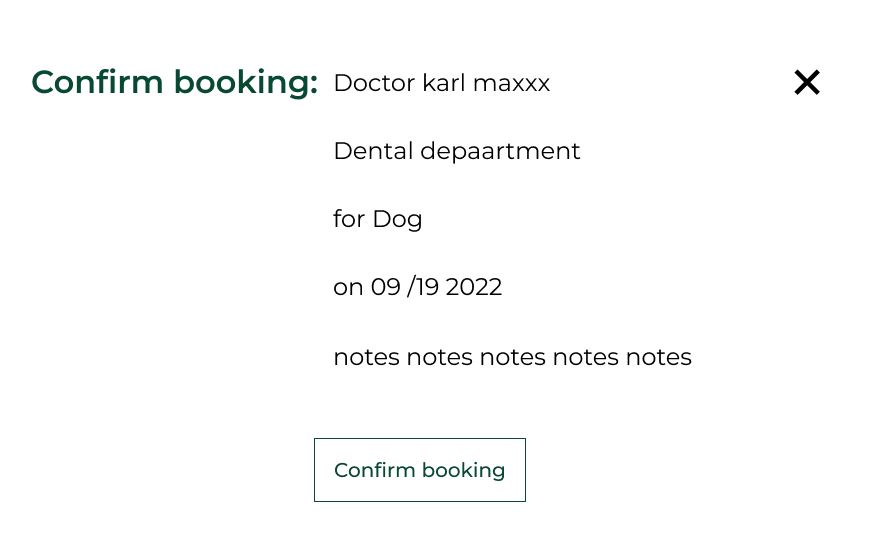 Confirm booking: Doctor karl maxxx
Dental depaartment
for Dog
on 09 /19 2022
notes notes notes notes notes
Confirm booking